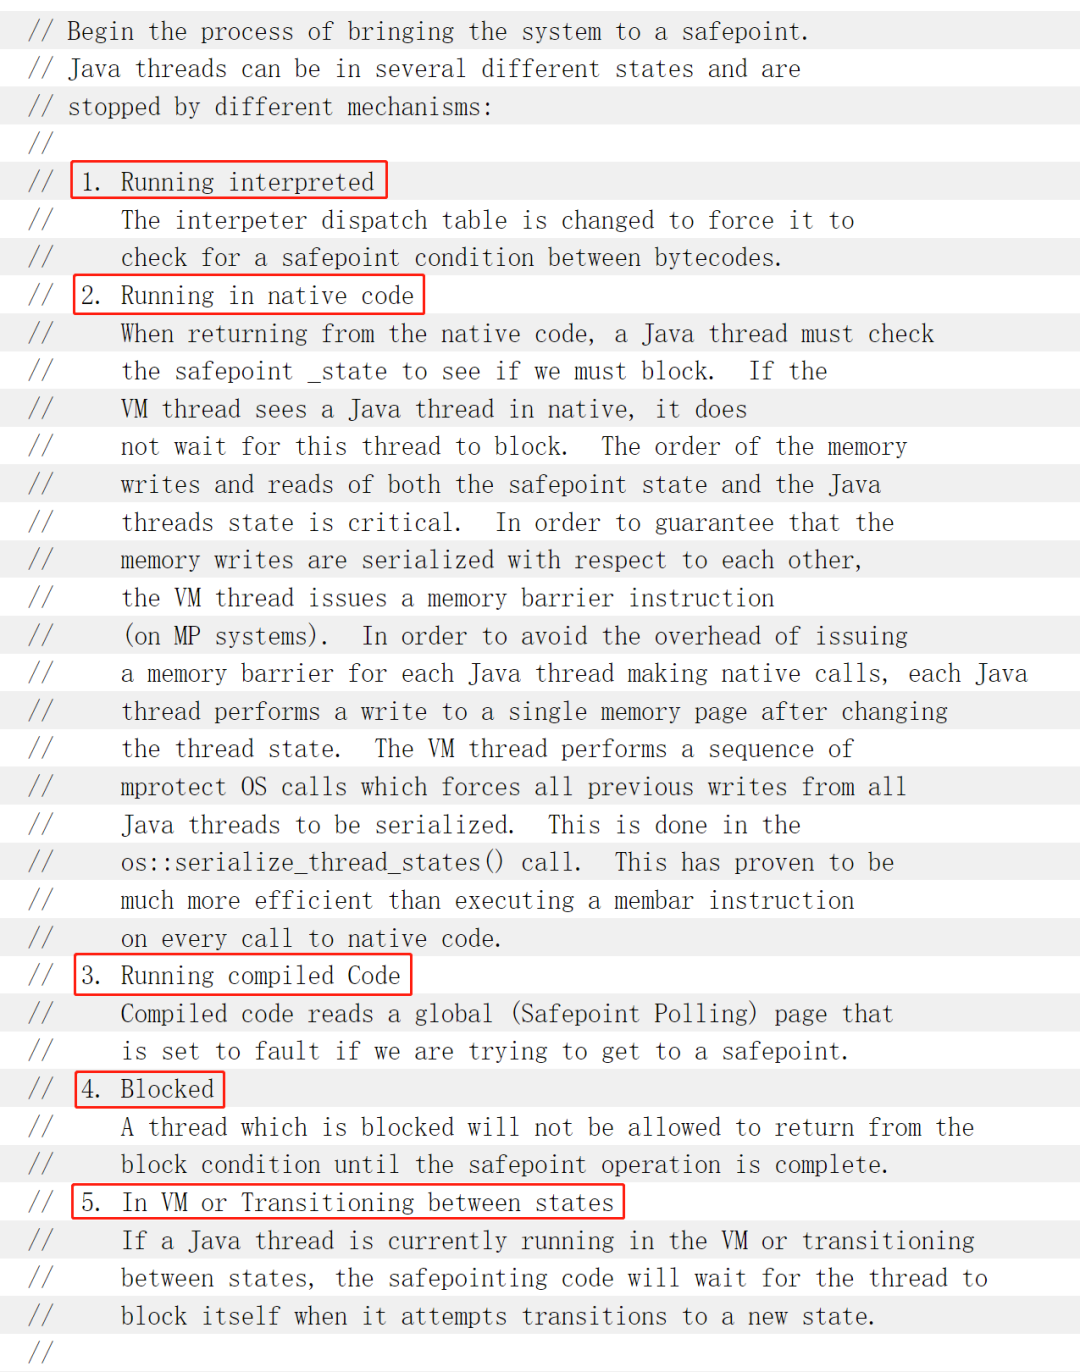 // Begin the process of bringing the system to a safepoint.
// Java threads can be in several different states and are
// stopped by different mechanisms:
//
// 1. Running interpreted
// The interpeter dispatch table is changed to force it to
// check for a safepoint condition between bytecodes.
// 2. Running in native code
// When returning from the native code, a Java thread must check
// the safepoint _state to see if we must block. If the
// VM thread sees a Java thread in native, it does
// not wait for this thread to block. The order of the memory
// writes and reads of both the safepoint state and the Java
// threads state is critical. In order to guarantee that the
// memory writes are serialized with respect to each other,
// the VM thread issues a memory barrier instruction
// (on MP systems). In order to avoid the overhead of issuing
// a memory barrier for each Java thread making native calls, each Java
// thread performs a write to a single memory page after changing
// the thread state. The VM thread performs a sequence of
// mprotect OS calls which forces all previous writes from all
// Java threads to be serialized. This is done in the
// os::serialize_thread_states() call. This has proven to be
// much more efficient than executing a membar instruction
// on every call to native code.
// 3. Running compiled Code
// Compiled code reads a global (Safepoint Polling) page that
// is set to fault if we are trying to get to a safepoint.
// 4. Blocked
// A thread which is blocked will not be allowed to return from the
// block condition until the safepoint operation is complete.
// 5. In VM or Transitioning between states
// If a Java thread is currently running in the VM or transitioning
// between states, the safepointing code will wait for the thread to
// block itself when it attempts transitions to a new state.
//